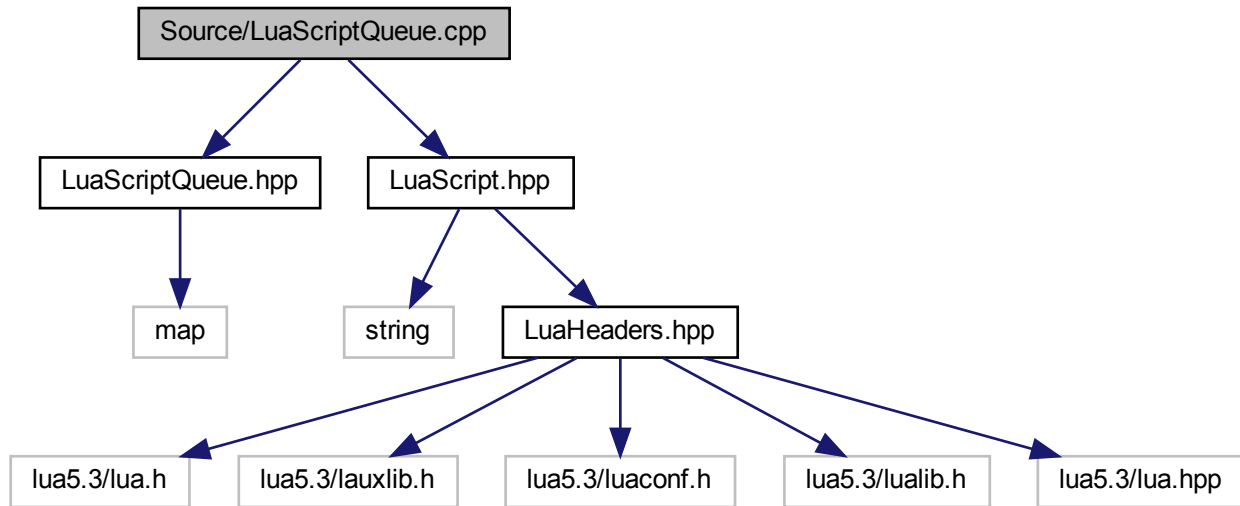 Source/LuaScriptQueue.cpp
LuaScriptQueue.hpp
LuaScript.hpp
map
string
LuaHeaders.hpp
lua5.3/lua.h
lua5.3/lauxlib.h
lua5.3/luaconf.h
lua5.3/lualib.h
lua5.3/lua.hpp